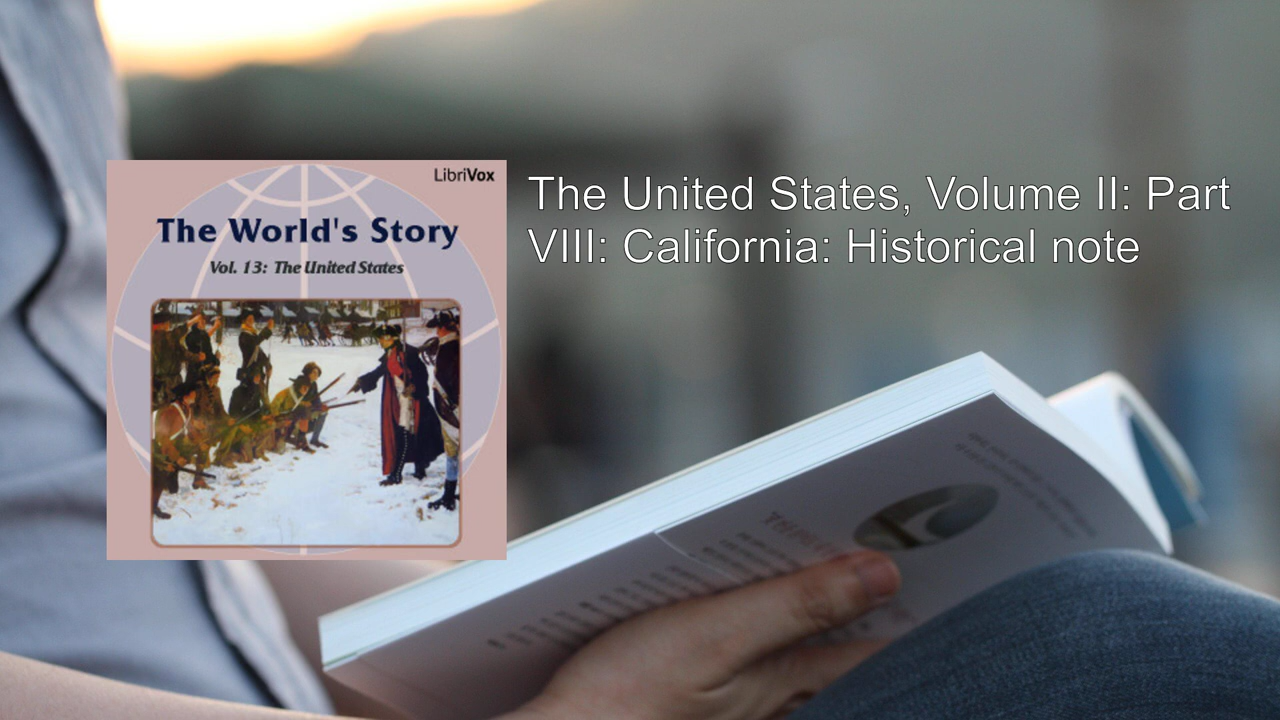 LibriVox
The World's Story
Vol. 13: The United States
The United States, Volume II: Part
VIII: California: Historical note